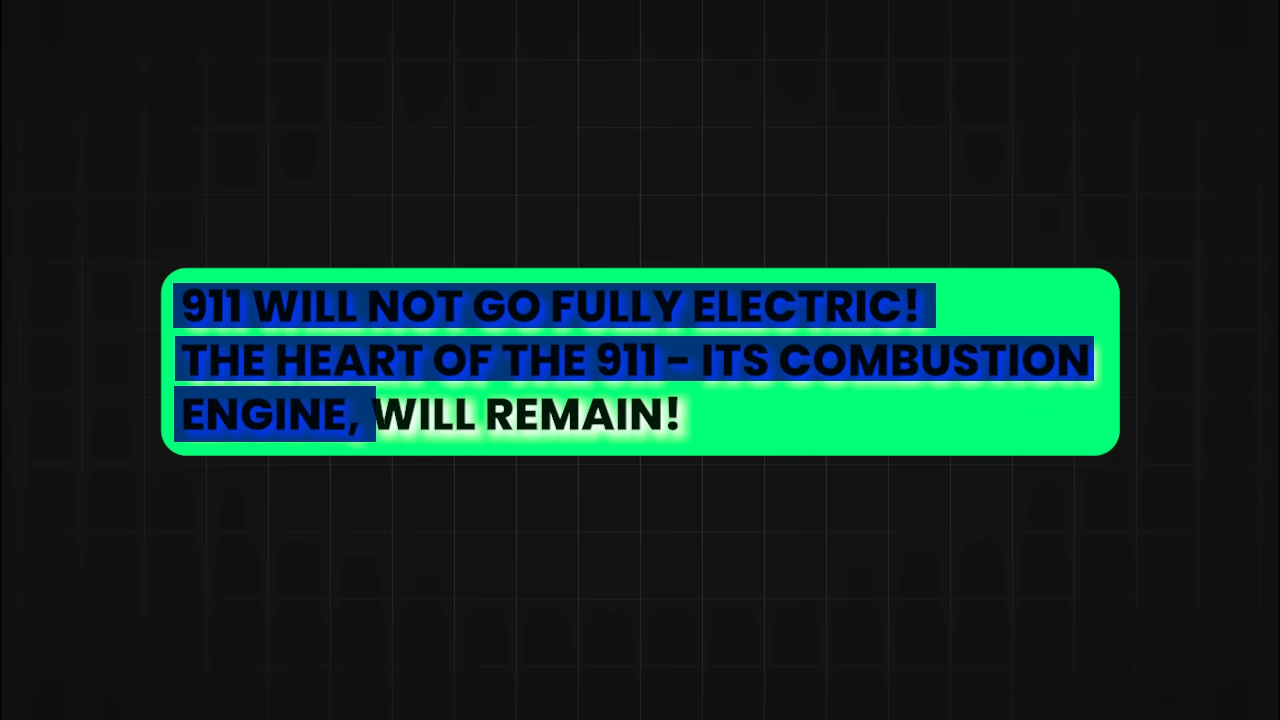 911 WILL NOT GO FULLY ELECTRIC!
THE HEART OF THE 911 - ITS COMBUSTION
ENGINE, WILL REMAIN!